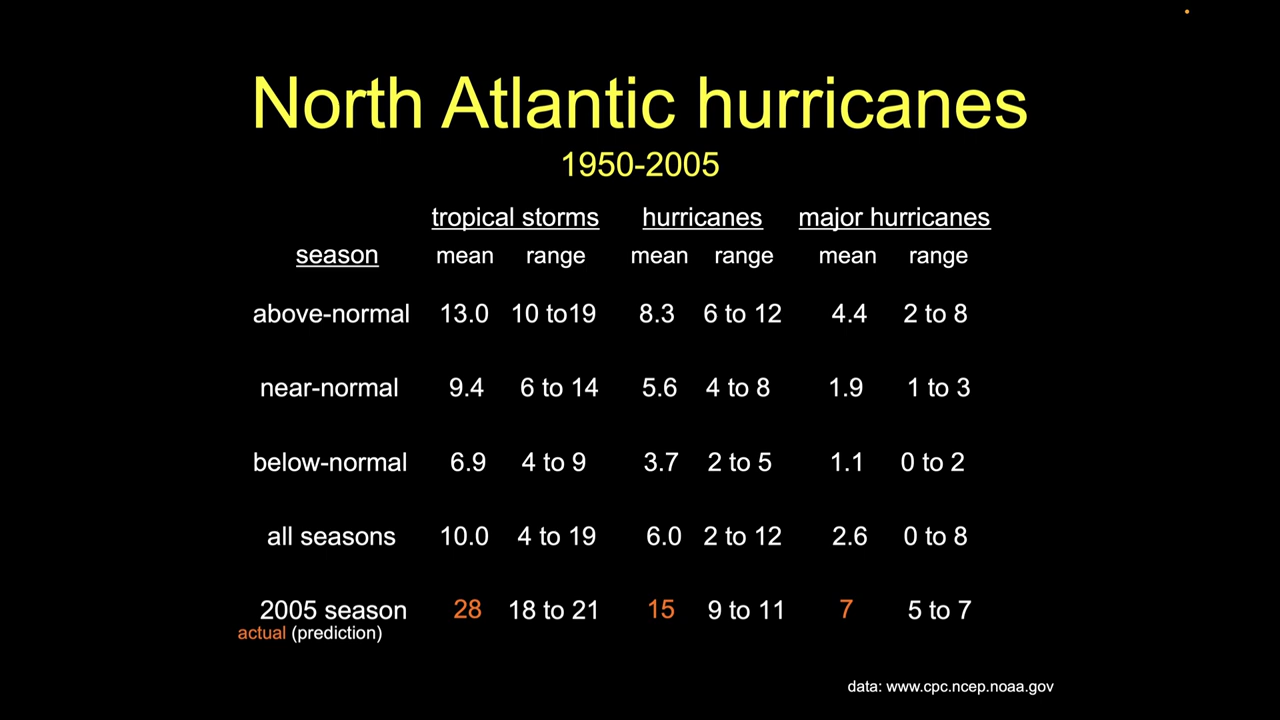 North Atlantic hurricanes
1950-2005
tropical storms hurricanes major hurricanes
season mean range mean range mean range
above-normal 13.0 10 to19 8.3 6 to 12 4.4 2 to 8
near-normal 9.4 6 to 14 5.6 4 to 8 1.9 1 to 3
below-normal 6.9 4 to 9 3.7 2 to 5 1.1 0 to 2
all seasons 10.0 4 to 19 6.0 2 to 12 2.6 0 to 8
2005 season 28 18 to 21 15 9 to 11 7 5 to 7
actual (prediction)
data: www.cpc.ncep.noaa.gov